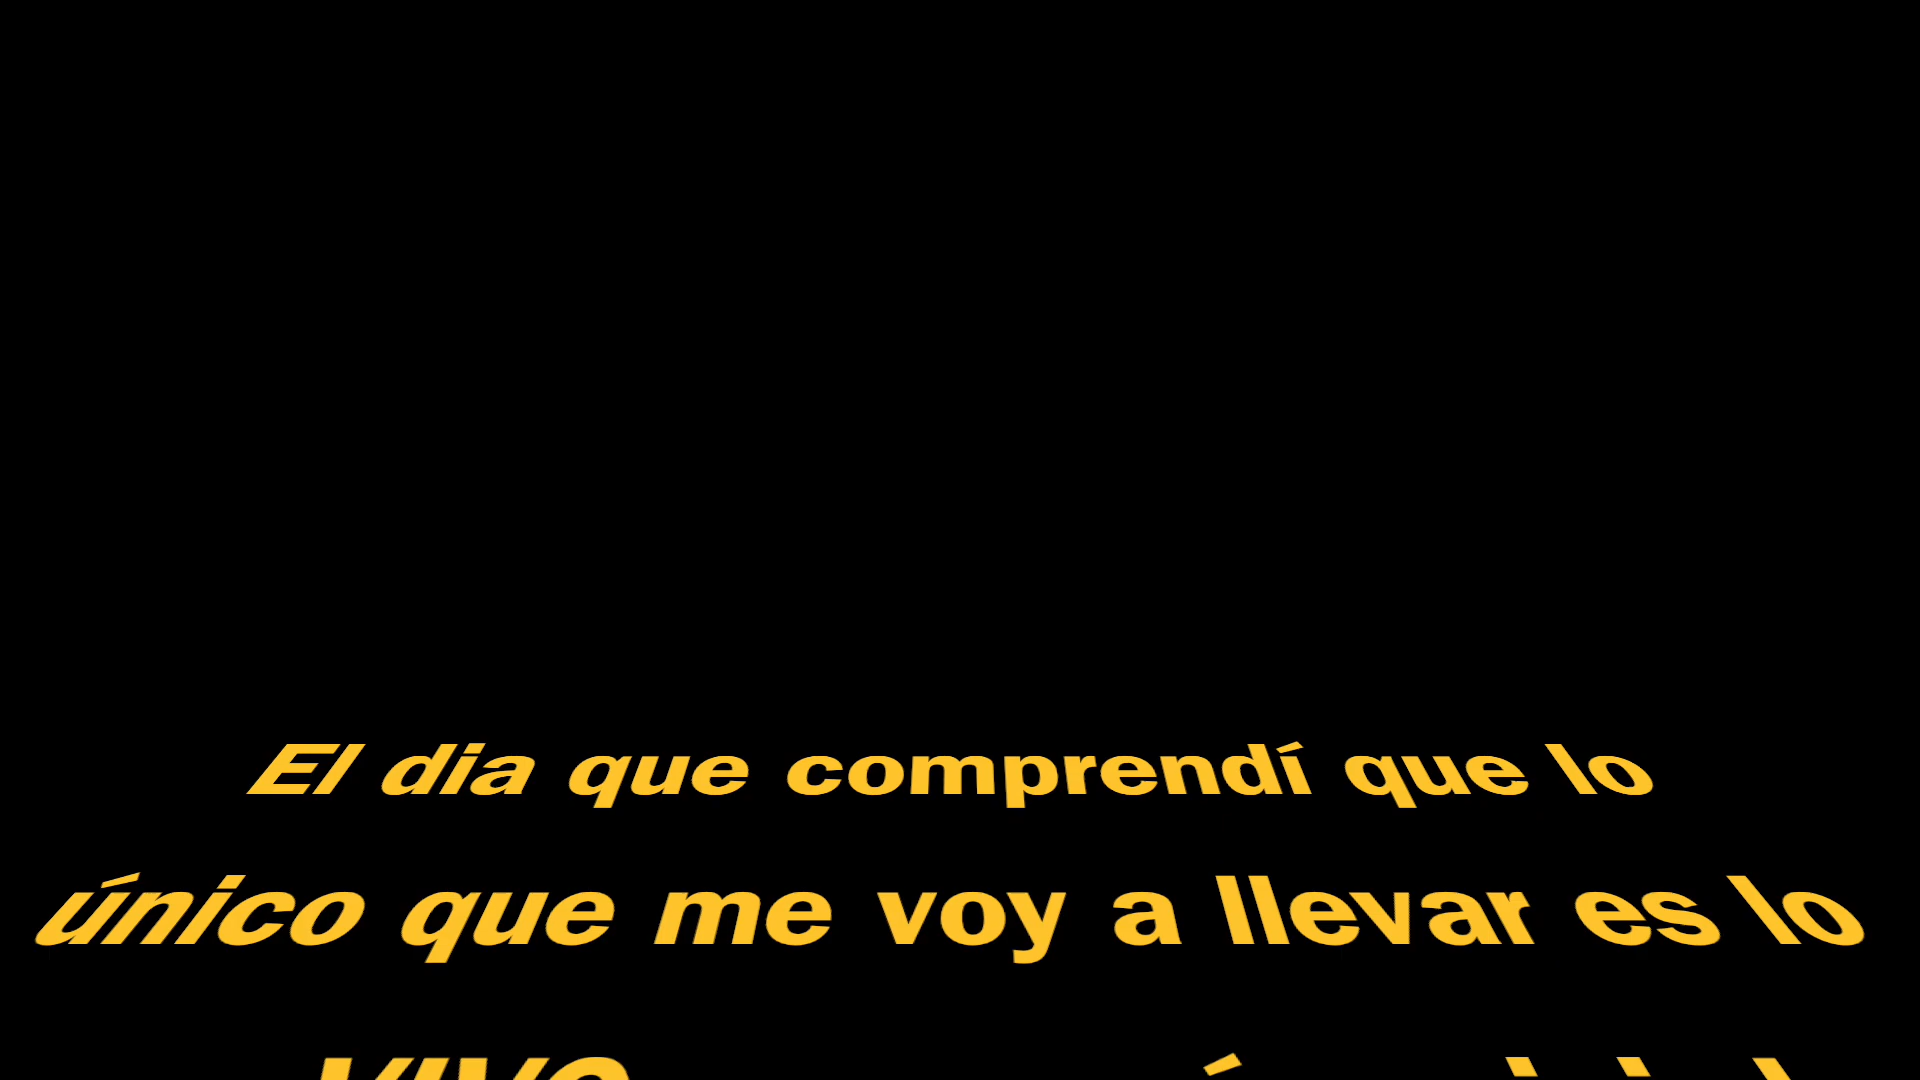 El dia que comprendí que lo
único que me voy a llevar es lo